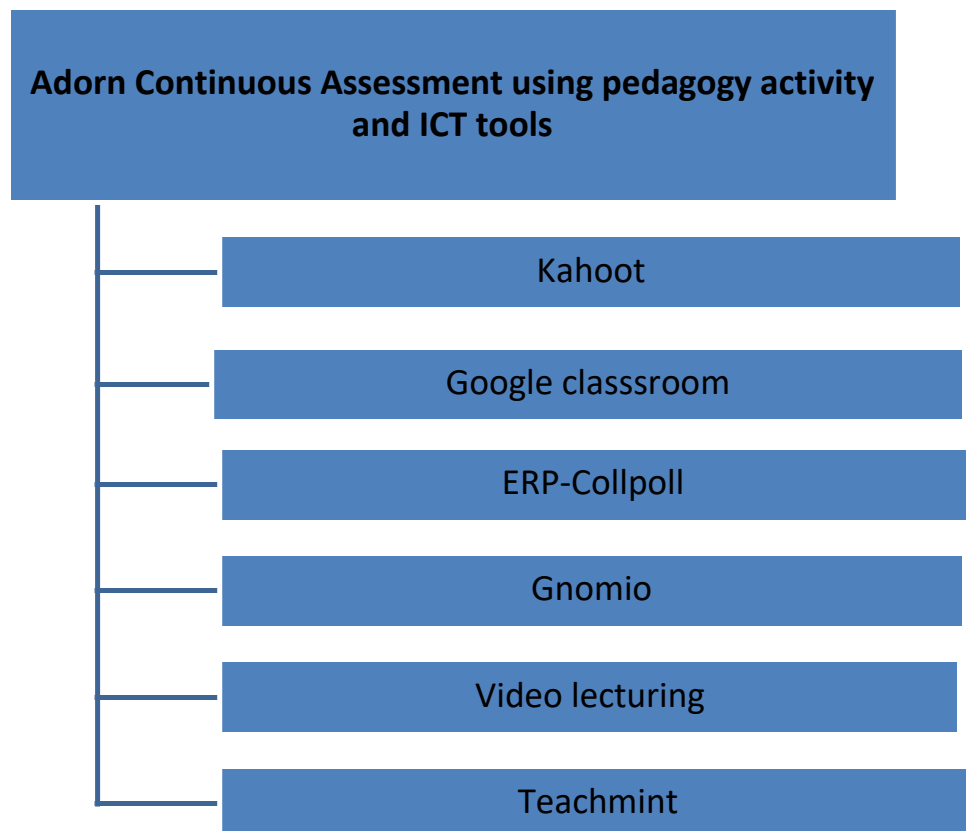 Adorn Continuous Assessment using pedagogy activity
and ICT tools
Kahoot
Google classsroom
ERP-Collpoll
Gnomio
Video lecturing
Teachmint